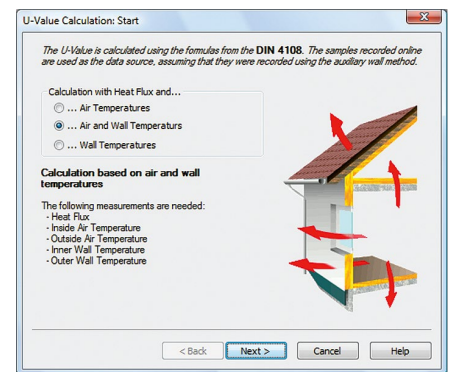 U-Value Calculation: Start
The U-Value is calculated using the formulas from the DIN 4108. The samples recorded online
are used as the data source, assuming that they were recorded using the auxiliary wall method.
Calculation with Heat Flux and...
... Air Temperatures
... Air and Wall Temperaturs
... Wall Temperatures
Calculation based on air and wall
temperatures
The following measurements are needed:
- Heat Flux
- Inside Air Temperature
- Outside Air Temperature
- Inner Wall Temperature
- Outer Wall Temperature
< Back Next > Cancel Help